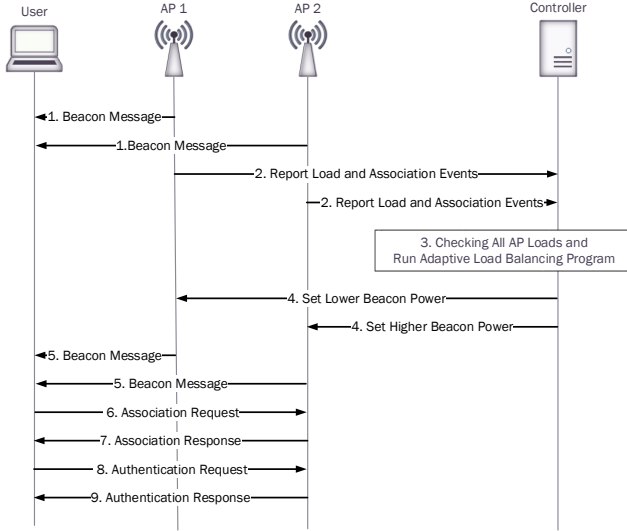 User
AP 1
AP 2
Controller
1. Beacon Message
1.Beacon Message
2. Report Load and Association Events
2. Report Load and Association Events
3. Checking All AP Loads and
Run Adaptive Load Balancing Program
4. Set Lower Beacon Power
4. Set Higher Beacon Power
5. Beacon Message
5. Beacon Message
6. Association Request
7. Association Response
8. Authentication Request
9. Authentication Response